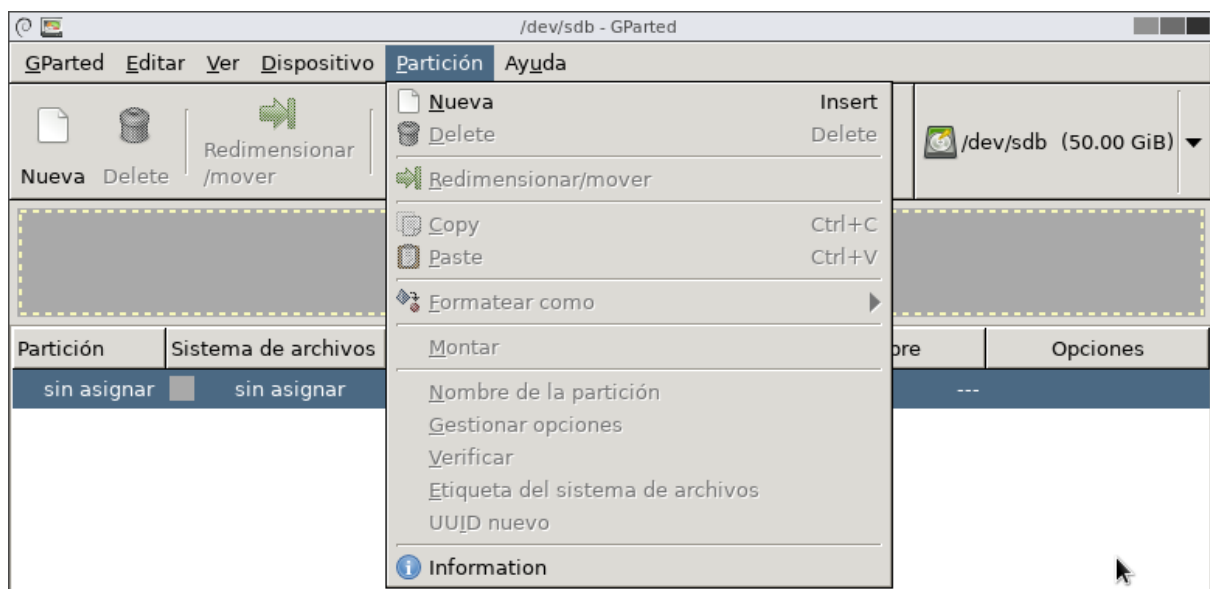 /dev/sdb - GParted
GParted Editar Ver Dispositivo Partición Ayuda
Nueva
Delete
Redimensionar
/mover
/dev/sdb (50.00 GiB)
Nueva Insert
Delete Delete
Redimensionar/mover
Copy Ctrl+C
Paste Ctrl+V
Formatear como
Montar
Nombre de la partición
Gestionar opciones
Verificar
Etiqueta del sistema de archivos
UUID nuevo
Information
Partición Sistema de archivos bre Opciones
sin asignar sin asignar ---